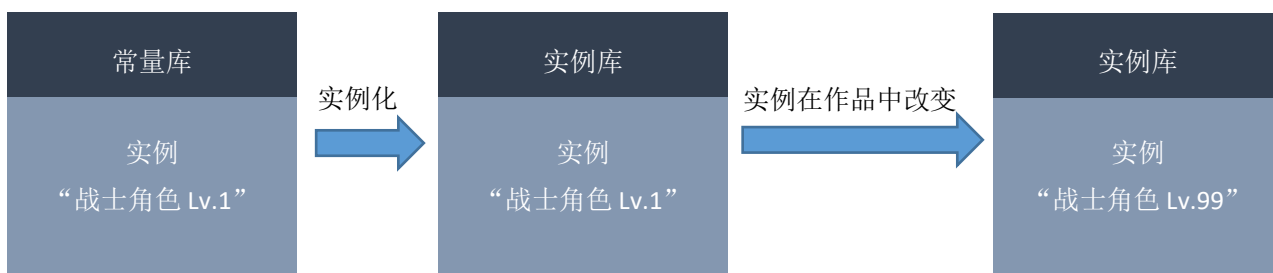 常量库
实例
“战士角色 Lv.1”
实例化
实例库
实例
“战士角色 Lv.1”
实例在作品中改变
实例库
实例
“战士角色 Lv.99”